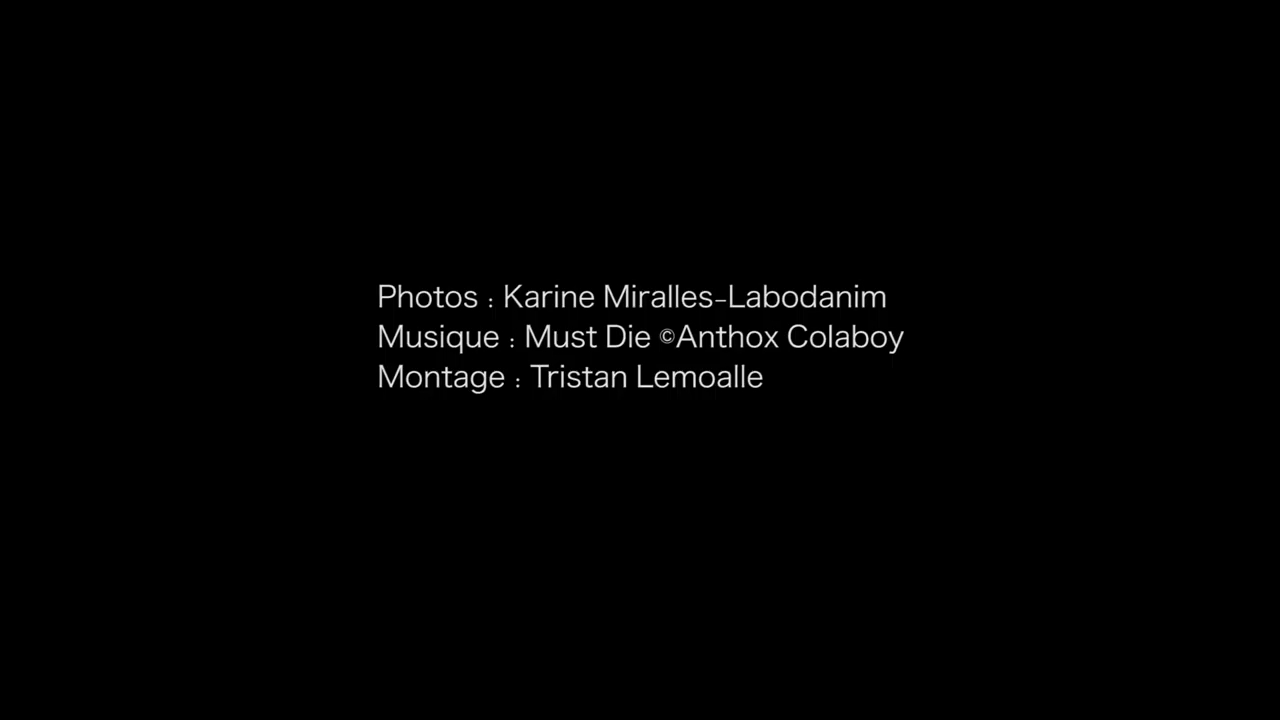 Photos : Karine Miralles-Labodanim
Musique : Must Die ©Anthox Colaboy
Montage : Tristan Lemoalle